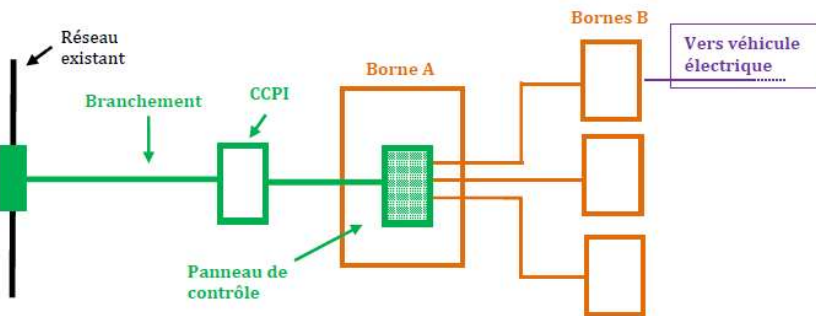 Réseau
existant
Branchement
CCPI
Borne A
Bornes B
Vers véhicule
électrique
Panneau de
contrôle